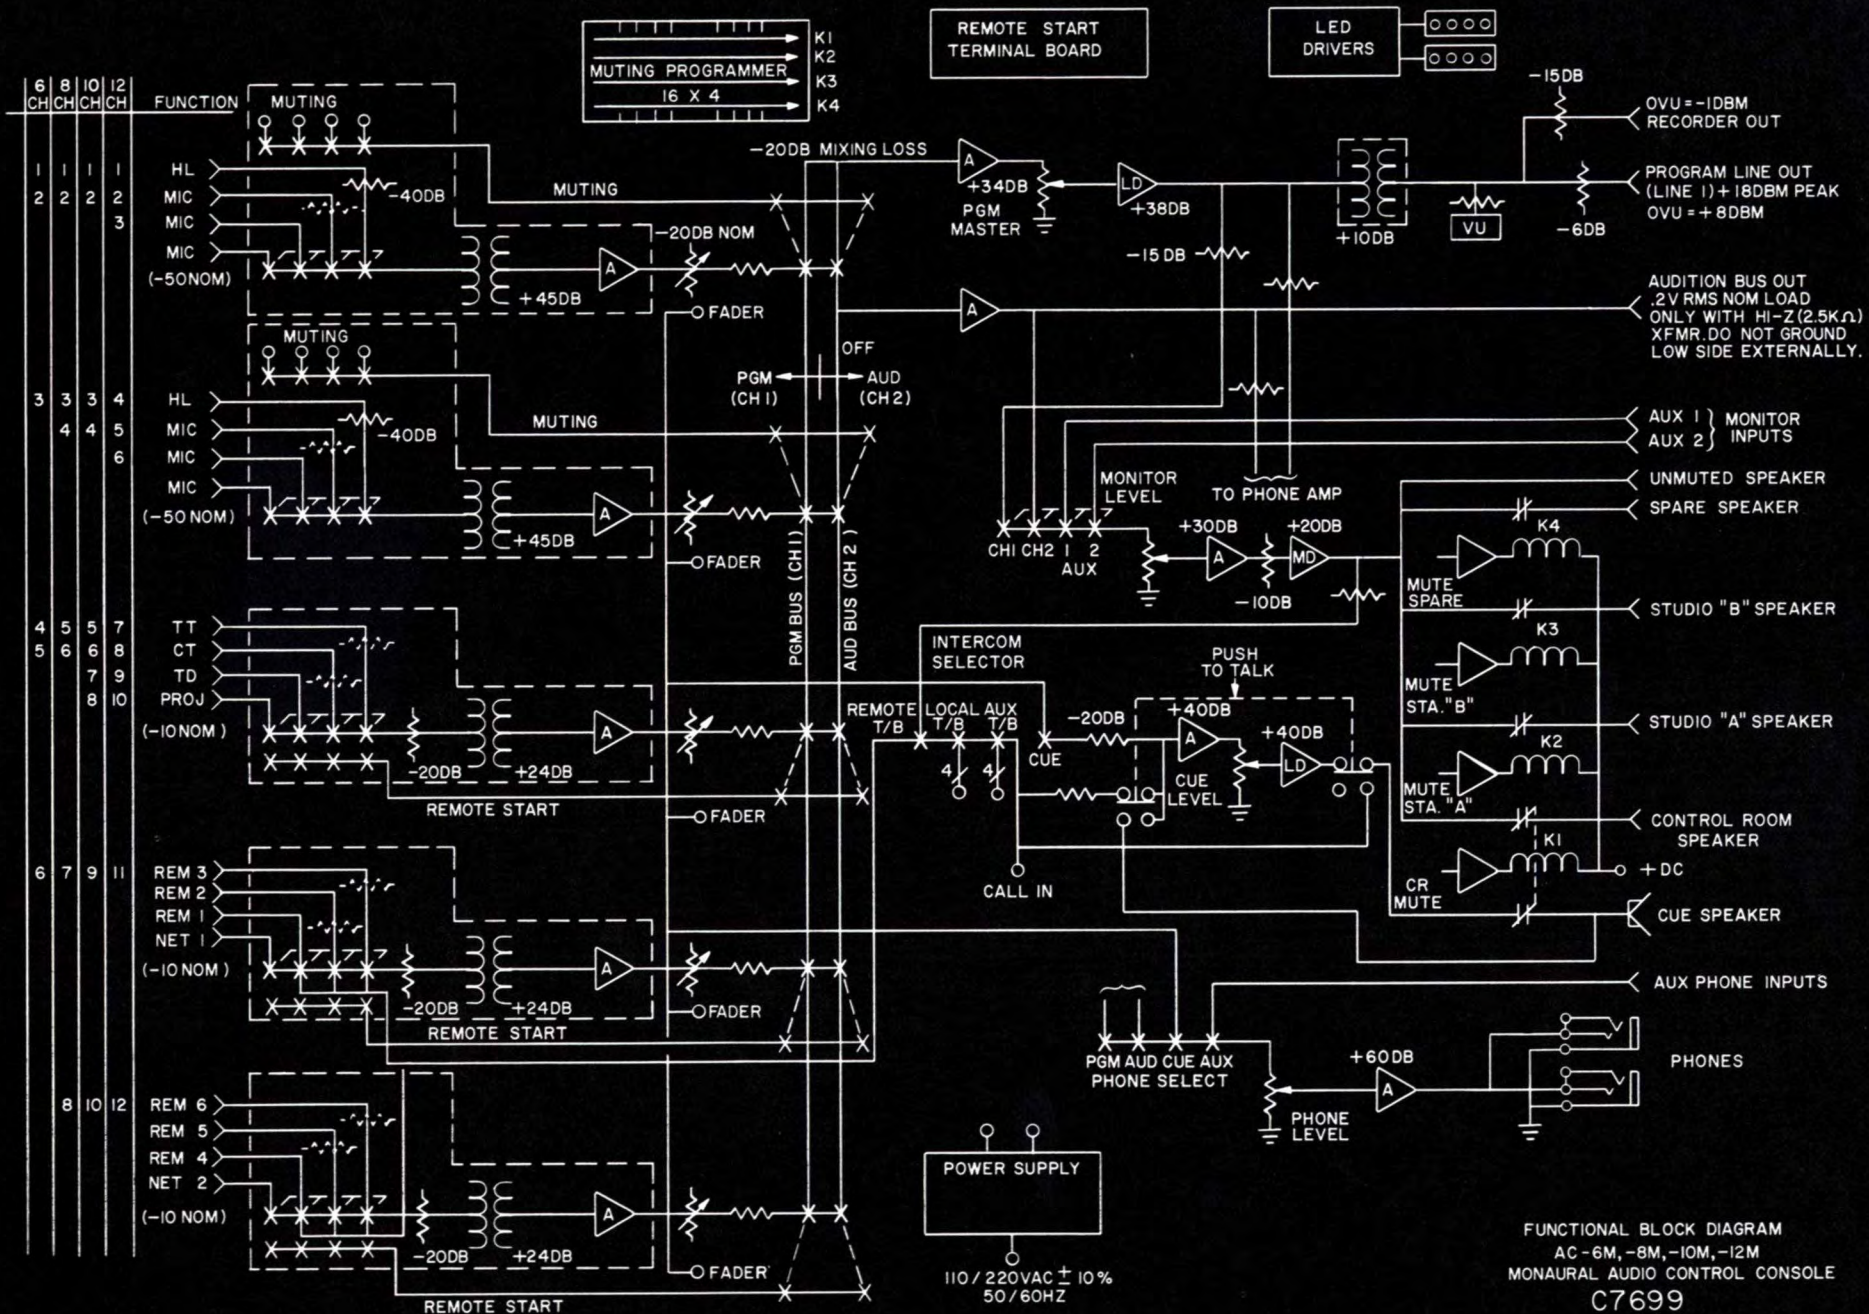 6 8 10 12
CH CH CH CH FUNCTION
MUTING
1 1 1 1 HL
2 2 2 2 MIC
3 MIC
MIC
(-50NOM)
-40DB
MUTING
+45DB
A
-20DB NOM
FADER
MUTING
3 3 3 4 HL
4 4 5 MIC
6 MIC
MIC
(-50 NOM)
-40DB
MUTING
+45DB
A
FADER
4 5 5 7 TT
5 6 6 8 CT
7 9 TD
8 10 PROJ
(-10 NOM)
-20DB
+24DB
A
REMOTE START
FADER
6 7 9 11 REM 3
REM 2
REM 1
NET 1
(-10 NOM)
-20DB
+24DB
A
REMOTE START
FADER
8 10 12 REM 6
REM 5
REM 4
NET 2
(-10 NOM)
-20DB
+24DB
A
REMOTE START
FADER
MUTING PROGRAMMER
16 X 4
K1
K2
K3
K4
REMOTE START
TERMINAL BOARD
LED
DRIVERS
-20DB MIXING LOSS
A
+34DB
PGM
MASTER
LD
+38DB
-15DB
+10DB
VU
-15DB
-6DB
OVU=-1DBM
RECORDER OUT
PROGRAM LINE OUT
(LINE 1)+18DBM PEAK
OVU=+8DBM
A
AUDITION BUS OUT
.2V RMS NOM LOAD
ONLY WITH HI-Z(2.5KΩ)
XFMR.DO NOT GROUND
LOW SIDE EXTERNALLY.
OFF
PGM
(CH1)
AUD
(CH2)
PGM BUS (CH1)
AUD BUS (CH 2)
AUX 1
AUX 2
MONITOR
INPUTS
MONITOR
LEVEL
TO PHONE AMP
CH1 CH2 1 2
AUX
+30DB
A
-10DB
+20DB
MD
UNMUTED SPEAKER
SPARE SPEAKER
K4
MUTE
SPARE
STUDIO "B" SPEAKER
K3
MUTE
STA."B"
STUDIO "A" SPEAKER
K2
MUTE
STA."A"
CONTROL ROOM
SPEAKER
K1
+DC
CR
MUTE
CUE SPEAKER
INTERCOM
SELECTOR
REMOTE LOCAL AUX
T/B T/B T/B
4 4
CALL IN
CUE
-20DB
PUSH
TO TALK
+40DB
A
CUE
LEVEL
+40DB
LD
AUX PHONE INPUTS
PGM AUD CUE AUX
PHONE SELECT
PHONE
LEVEL
+60DB
A
PHONES
POWER SUPPLY
110/220VAC ± 10%
50/60HZ
FUNCTIONAL BLOCK DIAGRAM
AC-6M,-8M,-10M,-12M
MONAURAL AUDIO CONTROL CONSOLE
C7699